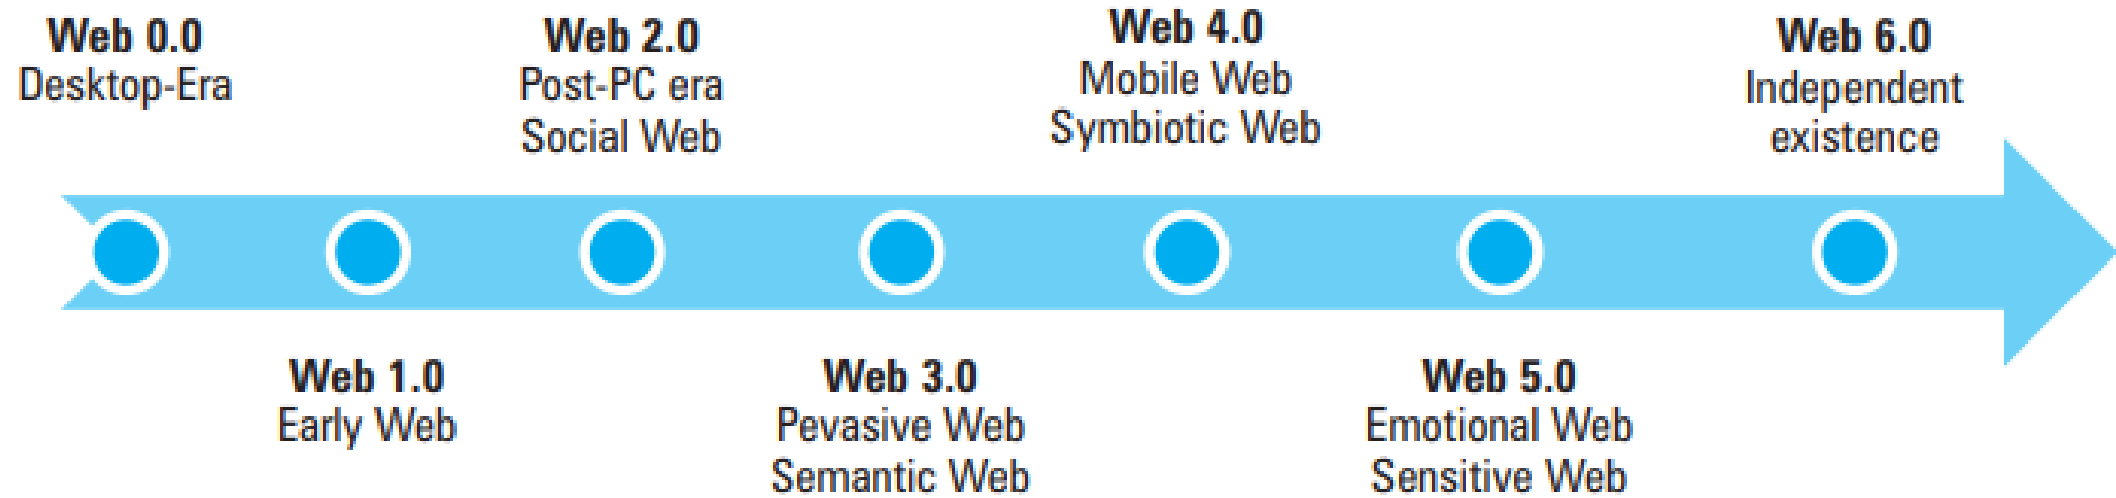 Web 0.0
Desktop-Era
Web 1.0
Early Web
Web 2.0
Post-PC era
Social Web
Web 3.0
Pevasive Web
Semantic Web
Web 4.0
Mobile Web
Symbiotic Web
Web 5.0
Emotional Web
Sensitive Web
Web 6.0
Independent
existence